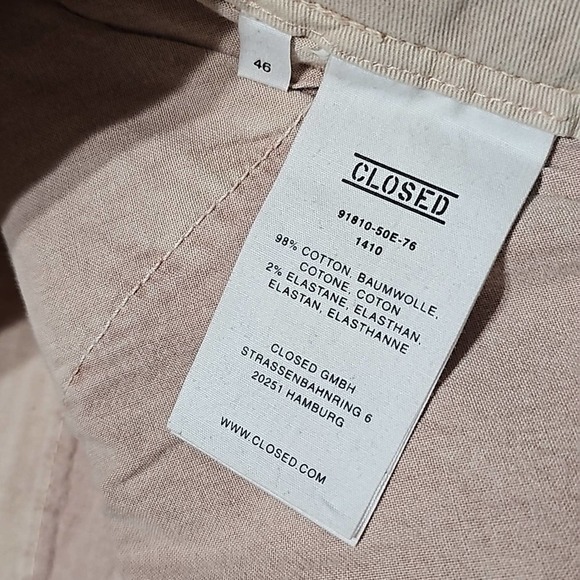 46
CLOSED
91810-50E-76
1410
98% COTTON, BAUMWOLLE,
COTONE, COTON
2% ELASTANE, ELASTHAN,
ELASTAN, ELASTHANNE
CLOSED GMBH
STRASSENBAHNRING 6
20251 HAMBURG
WWW.CLOSED.COM